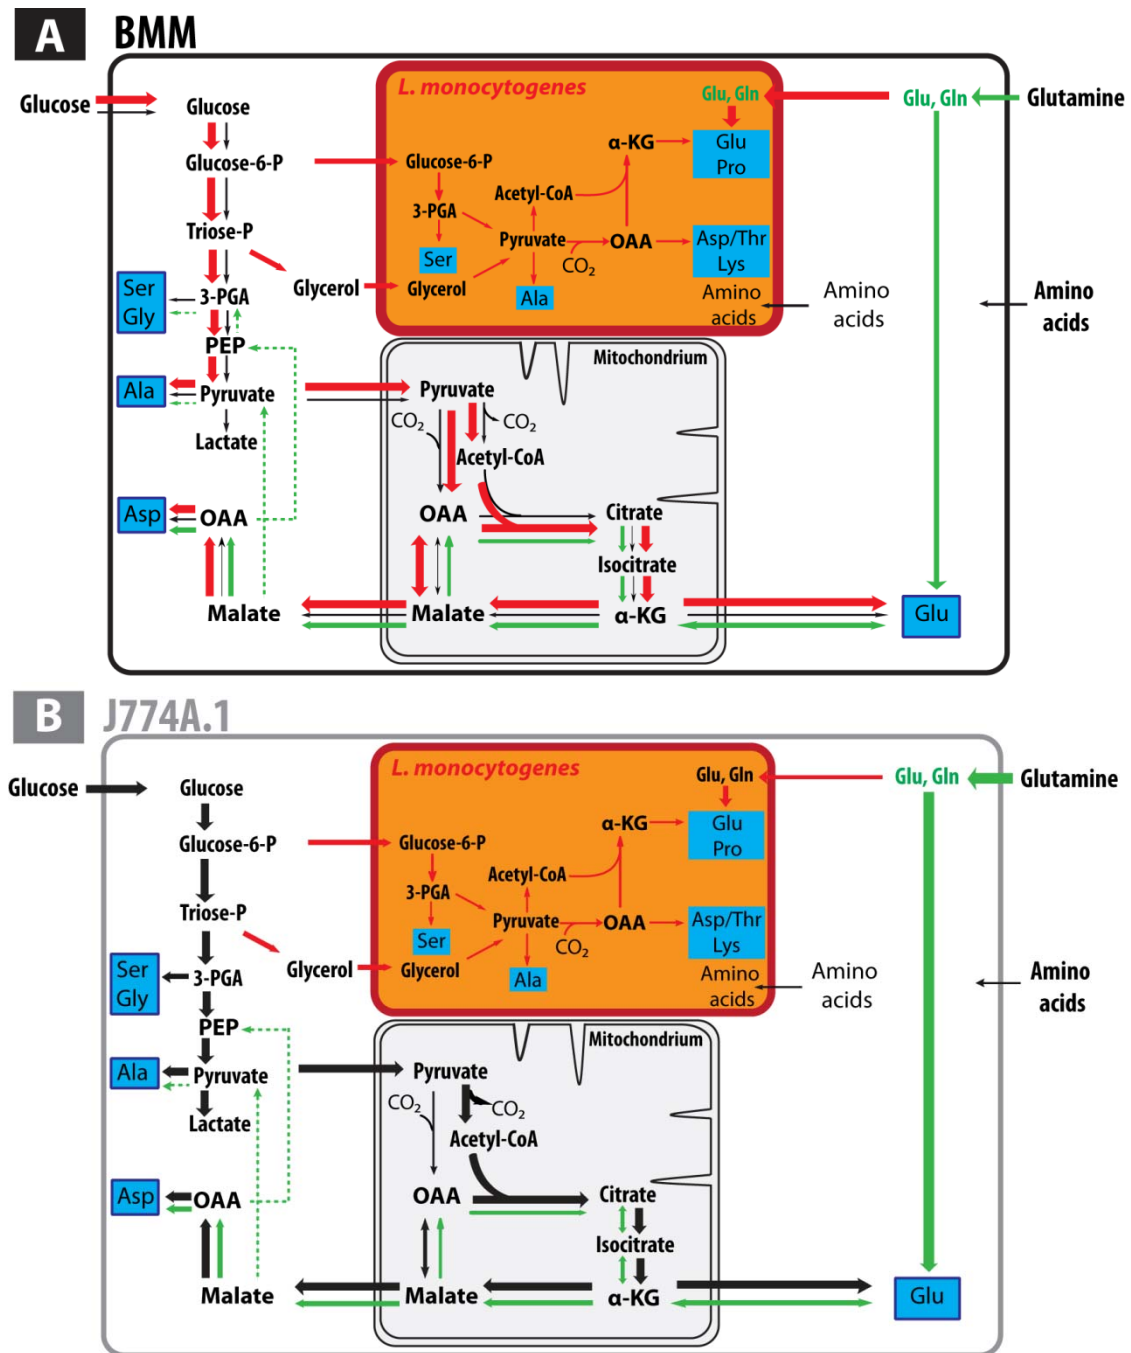 A BMM
L. monocytogenes
Glucose
Glucose
Glu, Gln
Glu, Gln
Glutamine
Glucose-6-P
Glucose-6-P
α-KG
Glu
Pro
Acetyl-CoA
3-PGA
Triose-P
Pyruvate
OAA
Asp/Thr
Lys
Ser
CO₂
Glycerol
Glycerol
Ala
Amino
acids
Amino
acids
Amino
acids
Ser
Gly
3-PGA
PEP
Mitochondrium
Ala
Pyruvate
Pyruvate
CO₂
CO₂
Lactate
Acetyl-CoA
Asp
OAA
OAA
Citrate
Isocitrate
Malate
Malate
α-KG
Glu
B J774A.1
L. monocytogenes
Glucose
Glucose
Glu, Gln
Glu, Gln
Glutamine
Glucose-6-P
Glucose-6-P
α-KG
Glu
Pro
Acetyl-CoA
3-PGA
Triose-P
Pyruvate
OAA
Asp/Thr
Lys
Ser
CO₂
Glycerol
Glycerol
Ala
Amino
acids
Amino
acids
Amino
acids
Ser
Gly
3-PGA
PEP
Mitochondrium
Ala
Pyruvate
Pyruvate
CO₂
CO₂
Lactate
Acetyl-CoA
Asp
OAA
OAA
Citrate
Isocitrate
Malate
Malate
α-KG
Glu